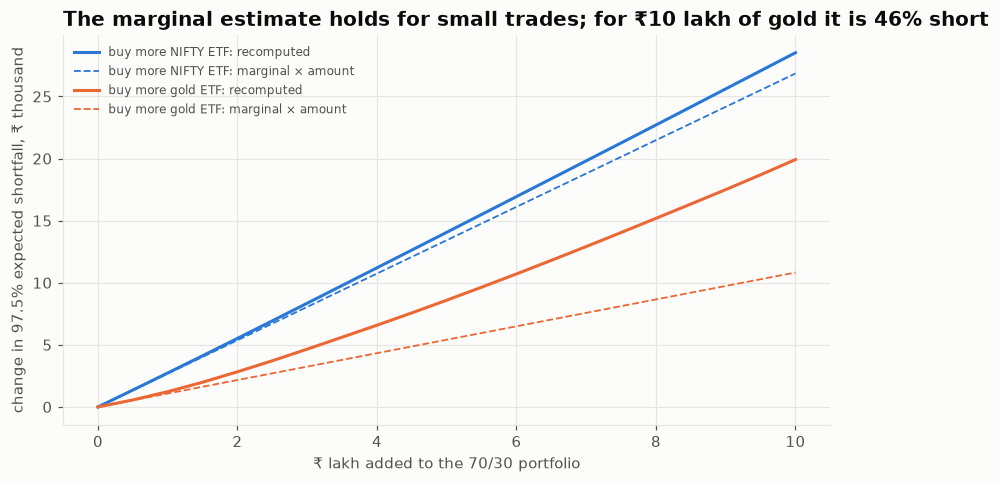 The marginal estimate holds for small trades; for ₹10 lakh of gold it is 46% short
buy more NIFTY ETF: recomputed
buy more NIFTY ETF: marginal × amount
buy more gold ETF: recomputed
buy more gold ETF: marginal × amount
change in 97.5% expected shortfall, ₹ thousand
25
20
15
10
5
0
0 2 4 6 8 10
₹ lakh added to the 70/30 portfolio